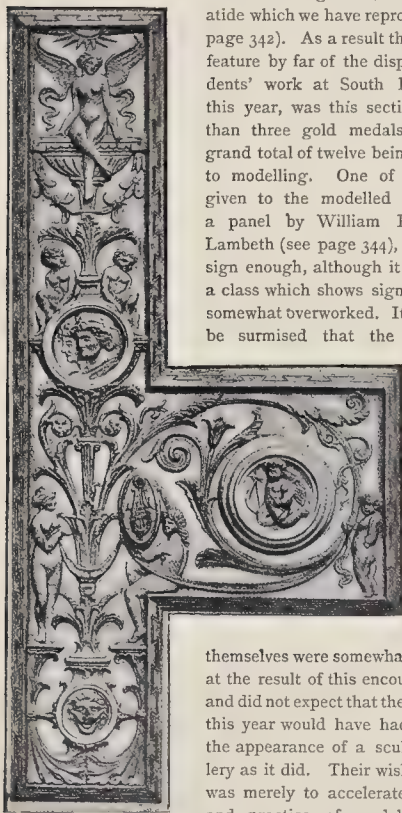 atide which we have repro
page 342). As a result th
feature by far of the disp
dents' work at South
this year, was this secti
than three gold medals
grand total of twelve bein
to modelling. One of
given to the modelled
a panel by William
Lambeth (see page 344),
sign enough, although it
a class which shows sign
somewhat overworked. I
be surmised that the
themselves were somewha
at the result of this encou
and did not expect that the
this year would have had
the appearance of a scu
lery as it did. Their wis
was merely to accelerate